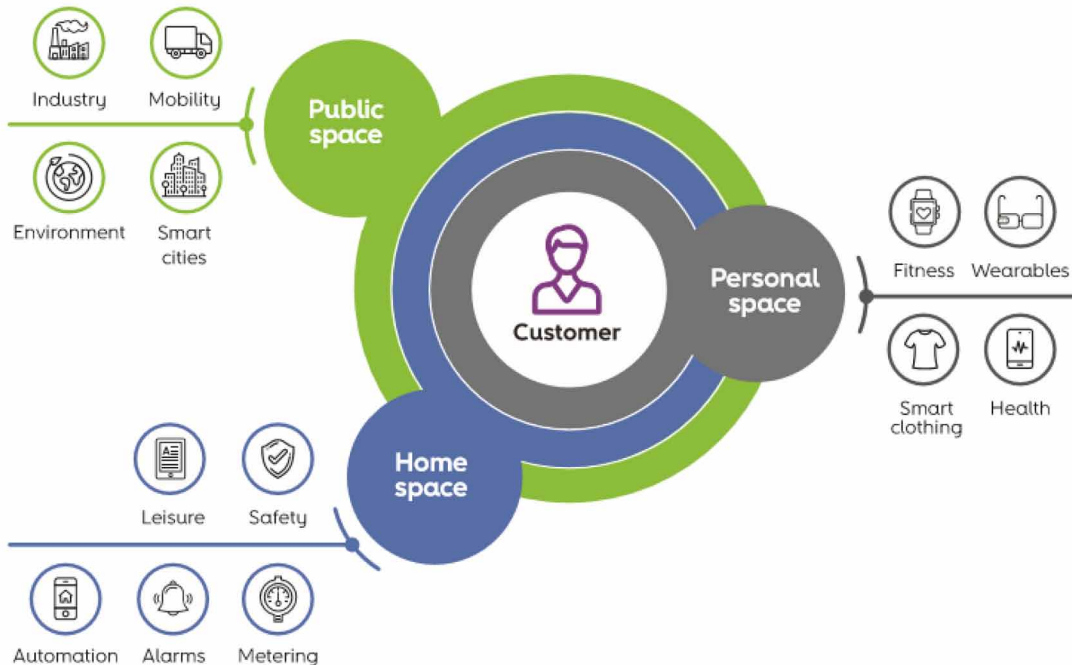 Industry
Mobility
Environment
Smart
cities
Public
space
Customer
Personal
space
Fitness
Wearables
Smart
clothing
Health
Home
space
Leisure
Safety
Automation
Alarms
Metering